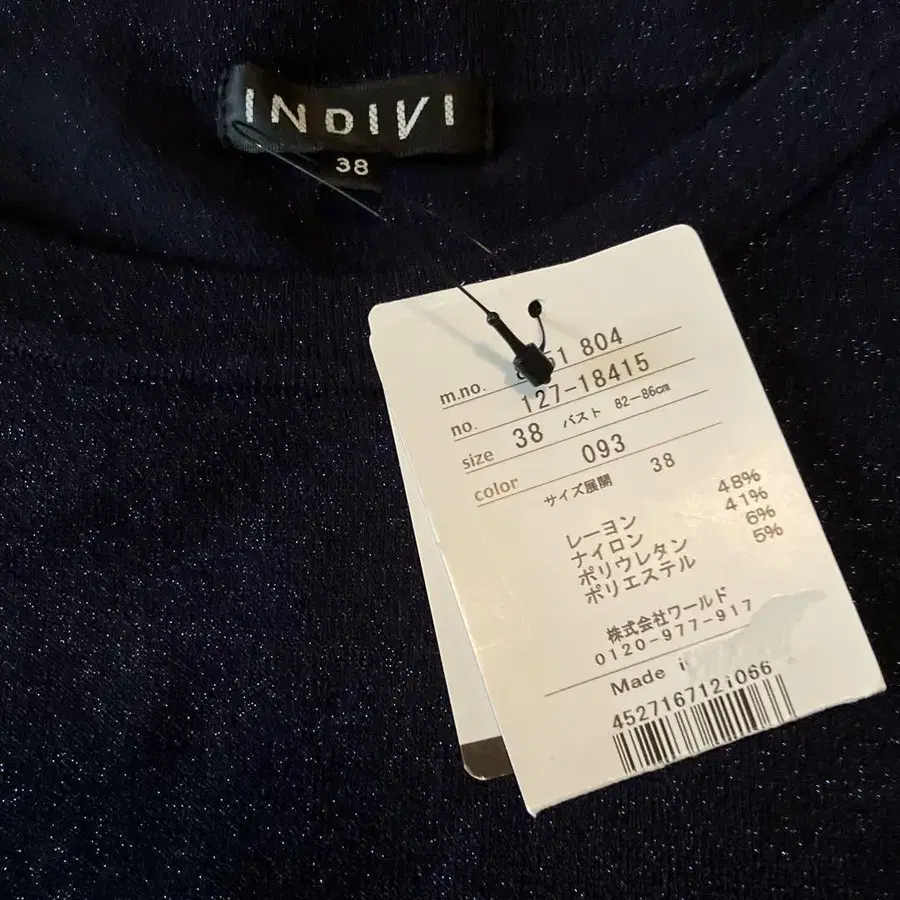 INDIVI
38
m.no. 804
no. 127-18415
size 38 バスト 82-86cm
color 093
サイズ展開 38
レーヨン 48%
ナイロン 41%
ポリウレタン 6%
ポリエステル 5%
株式会社ワールド
0120-977-917
Made i
4527167121066